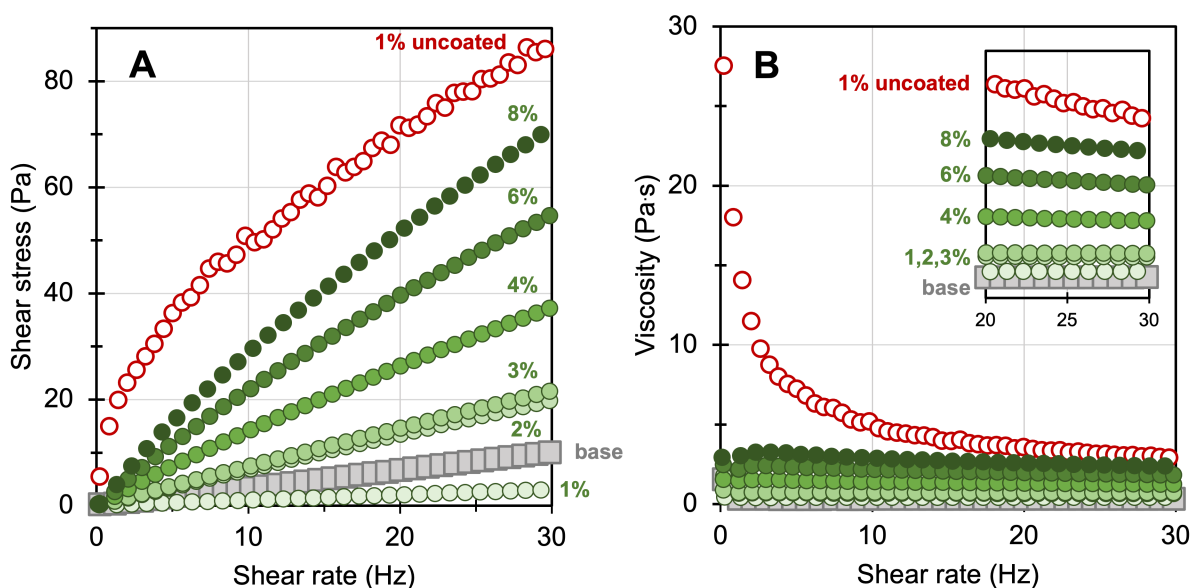 A
1% uncoated
8%
6%
4%
3%
2%
base
1%
80
60
40
20
0
Shear stress (Pa)
0 10 20 30
Shear rate (Hz)
B
30
20
10
0
Viscosity (Pa·s)
1% uncoated
8%
6%
4%
1,2,3%
base
20 25 30
0 10 20 30
Shear rate (Hz)